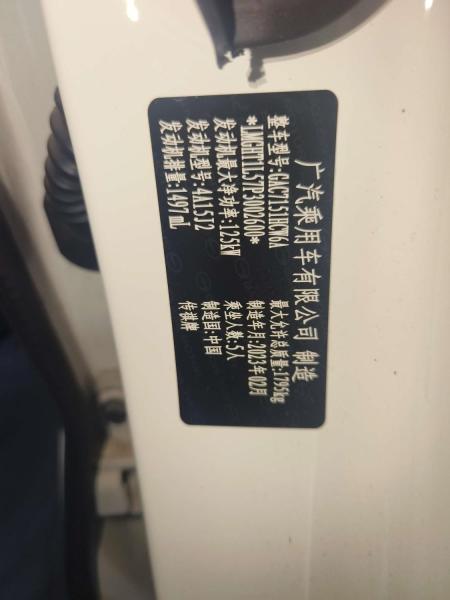 广汽乘用车有限公司 制造
整车型号:GAC7151HCW6A 最大允许总质量:1795kg
*LMGHT1L57P3002600* 制造年月:2023年02月
发动机最大净功率:125kW 乘坐人数:5人
发动机型号:4A15J2 制造国:中国
发动机排量:1497mL 传祺牌